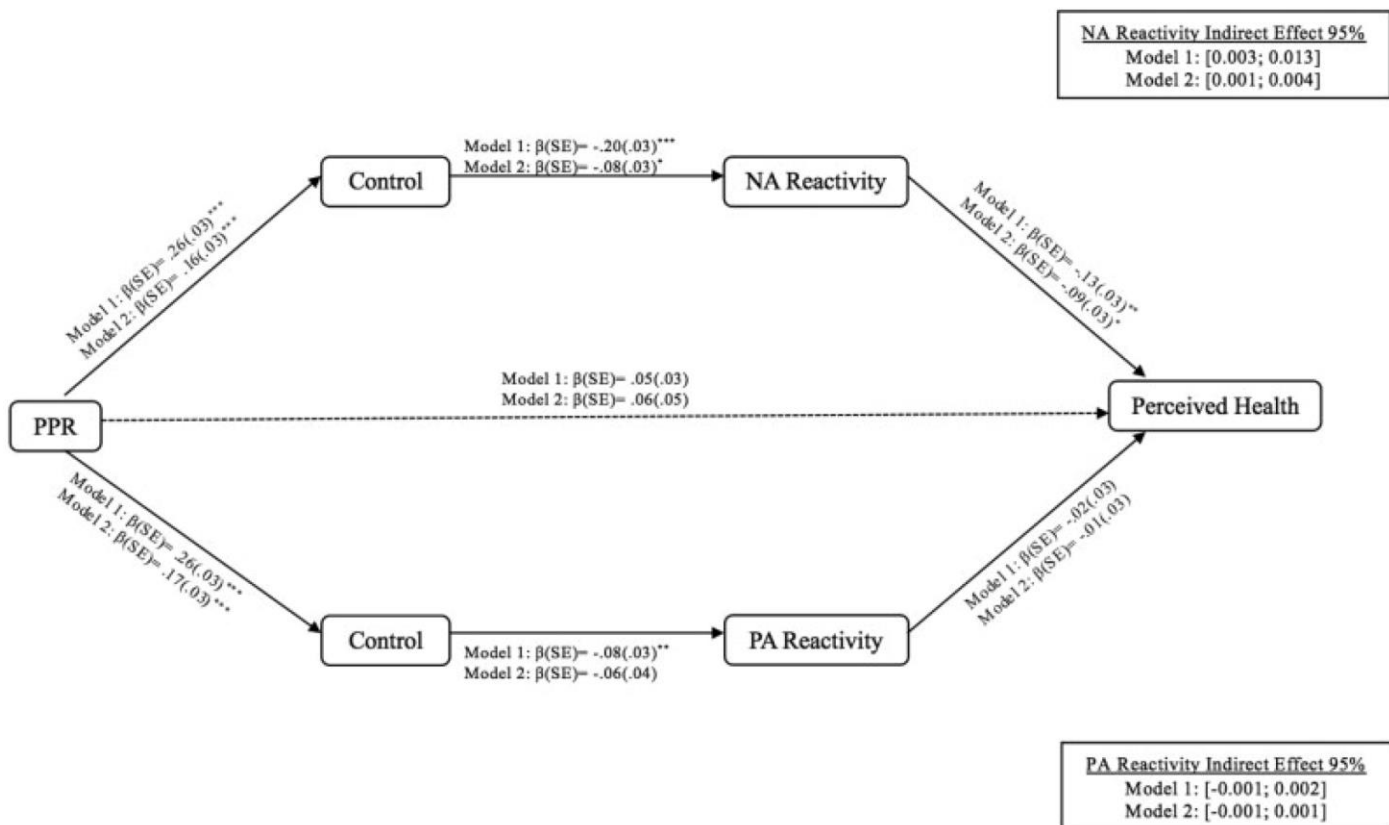 NA Reactivity Indirect Effect 95%
Model 1: [0.003; 0.013]
Model 2: [0.001; 0.004]
Model 1: β(SE)= -.20(.03)***
Model 2: β(SE)= -.08(.03)*
Control
NA Reactivity
Model 1: β(SE)= .26(.03)***
Model 2: β(SE)= .16(.03)***
Model 1: β(SE)= -.13(.03)**
Model 2: β(SE)= -.09(.03)*
Model 1: β(SE)= .05(.03)
Model 2: β(SE)= .06(.05)
PPR
Perceived Health
Model 1: β(SE)= .26(.03)***
Model 2: β(SE)= .17(.03)***
Model 1: β(SE)= -.02(.03)
Model 2: β(SE)= -.01(.03)
Control
PA Reactivity
Model 1: β(SE)= -.08(.03)**
Model 2: β(SE)= -.06(.04)
PA Reactivity Indirect Effect 95%
Model 1: [-0.001; 0.002]
Model 2: [-0.001; 0.001]